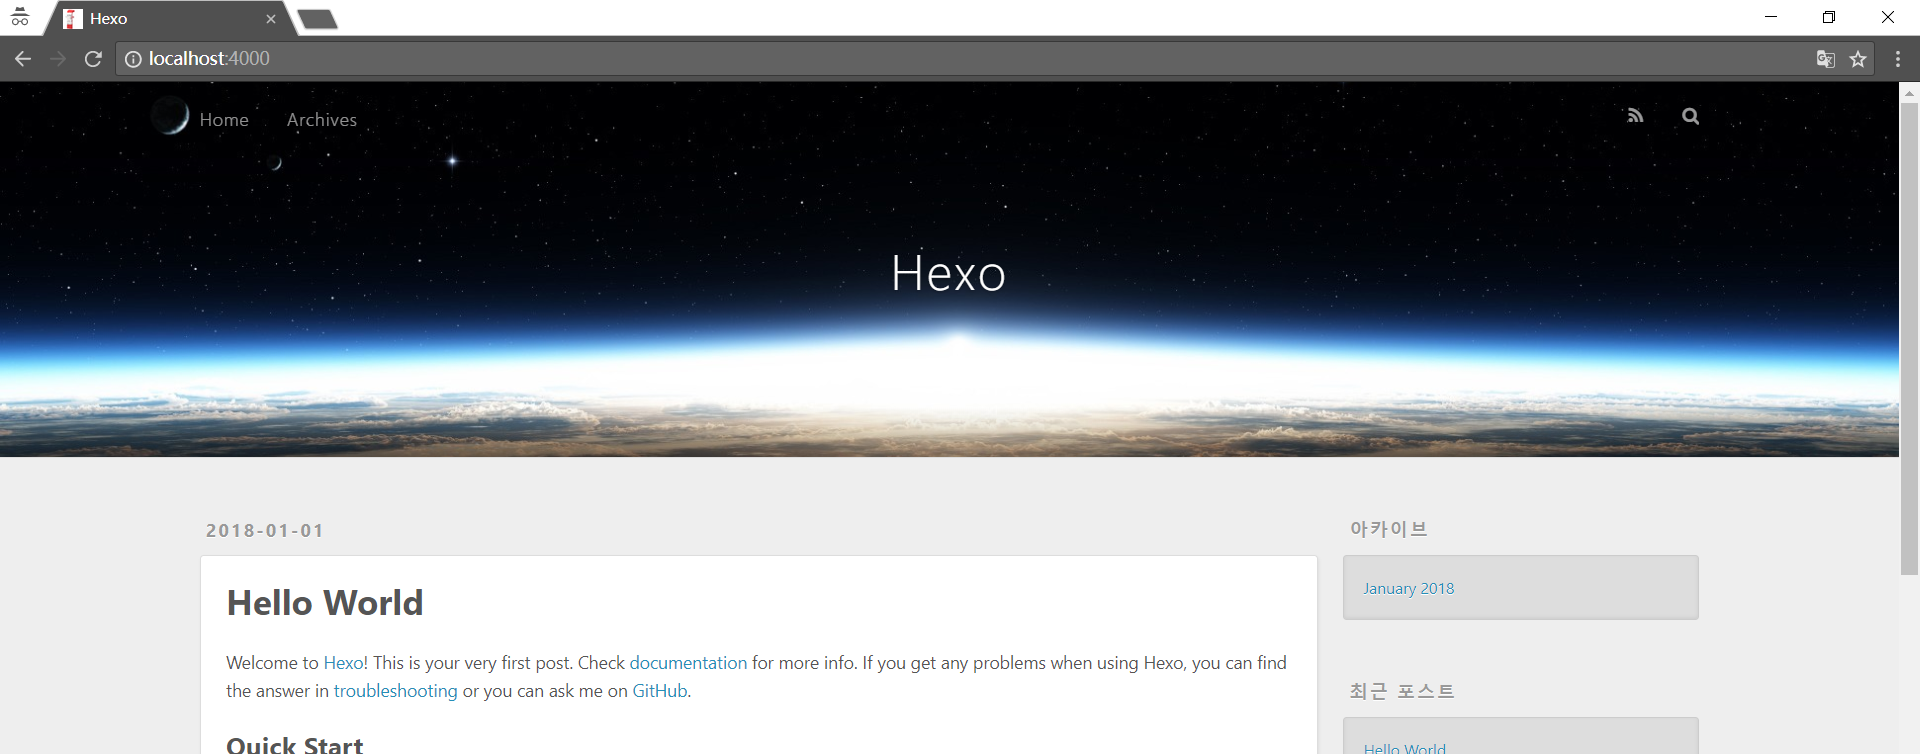 Hexo
localhost:4000
Home Archives
Hexo
2018-01-01
Hello World
Welcome to Hexo! This is your very first post. Check documentation for more info. If you get any problems when using Hexo, you can find
the answer in troubleshooting or you can ask me on GitHub.
Quick Start
아카이브
January 2018
최근 포스트
Hello World